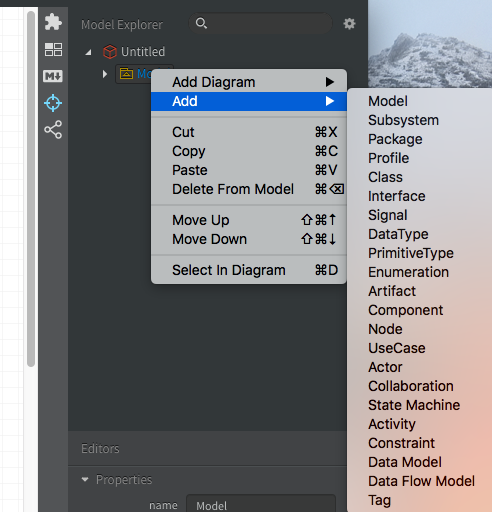 M↓
Model Explorer
Untitled
Mo
Add Diagram
Add
Cut ⌘X
Copy ⌘C
Paste ⌘V
Delete From Model ⌘⌫
Move Up ⇧⌘↑
Move Down ⇧⌘↓
Select In Diagram ⌘D
Model
Subsystem
Package
Profile
Class
Interface
Signal
DataType
PrimitiveType
Enumeration
Artifact
Component
Node
UseCase
Actor
Collaboration
State Machine
Activity
Constraint
Data Model
Data Flow Model
Tag
Editors
Properties
name Model